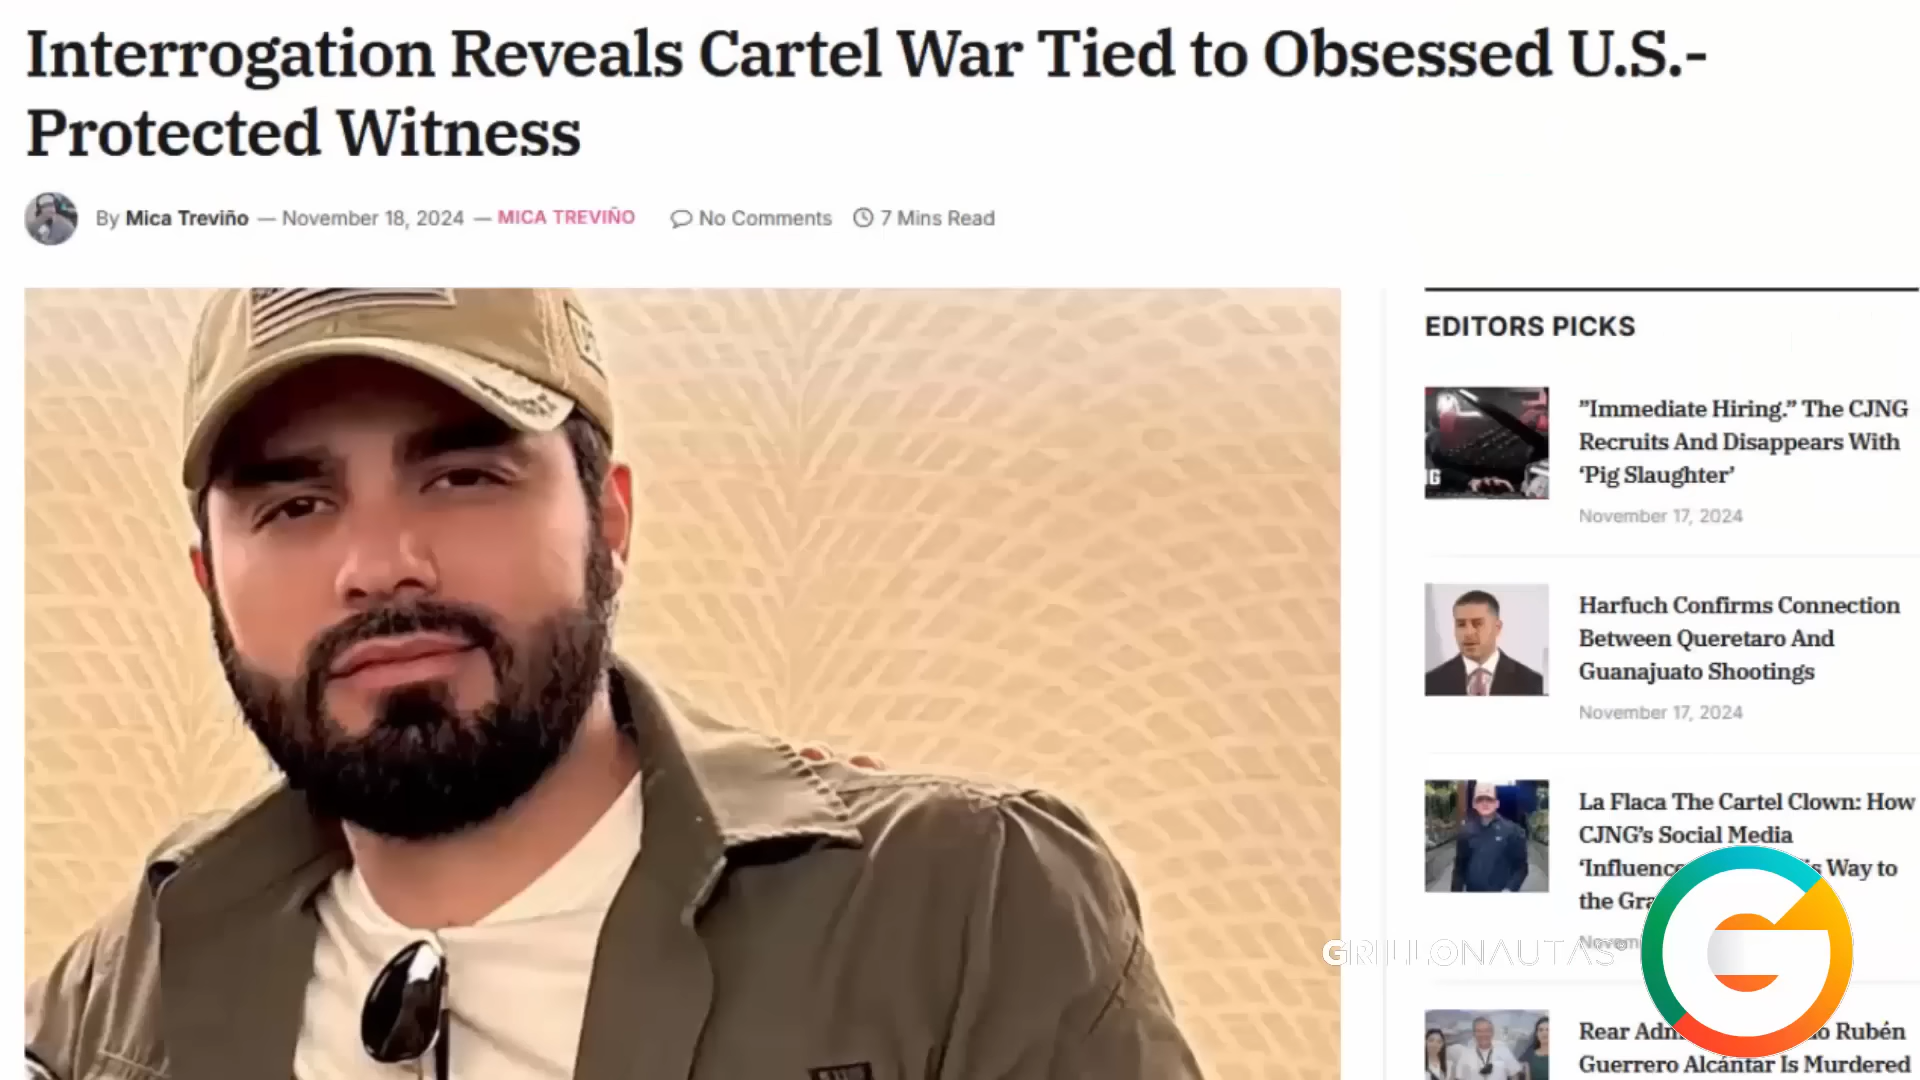 Interrogation Reveals Cartel War Tied to Obsessed U.S.-
Protected Witness
By Mica Treviño — November 18, 2024 — MICA TREVIÑO No Comments 7 Mins Read
EDITORS PICKS
”Immediate Hiring.” The CJNG
Recruits And Disappears With
‘Pig Slaughter’
November 17, 2024
Harfuch Confirms Connection
Between Queretaro And
Guanajuato Shootings
November 17, 2024
La Flaca The Cartel Clown: How
CJNG’s Social Media
Way to
the
GRILLONAUTAS
Rear Rubén
Guerrero Alcántar Is Murdered